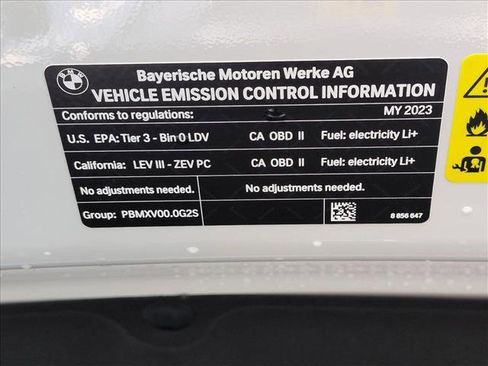 BMW
Bayerische Motoren Werke AG
VEHICLE EMISSION CONTROL INFORMATION
Conforms to regulations: MY 2023
U.S. EPA: Tier 3 - Bin 0 LDV CA OBD II Fuel: electricity Li+
California: LEV III - ZEV PC CA OBD II Fuel: electricity Li+
No adjustments needed. No adjustments needed.
Group: PBMXV00.0G2S 8 856 647